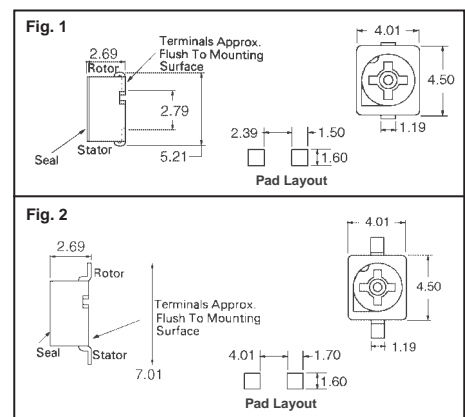 Fig. 1
2.69
Rotor
Terminals Approx.
Flush To Mounting
Surface
2.79
5.21
Stator
Seal
4.01
4.50
1.19
2.39
1.50
1.60
Pad Layout
Fig. 2
2.69
Rotor
Terminals Approx.
Flush To Mounting
Surface
Seal
Stator
7.01
4.01
4.50
1.19
4.01
1.70
1.60
Pad Layout